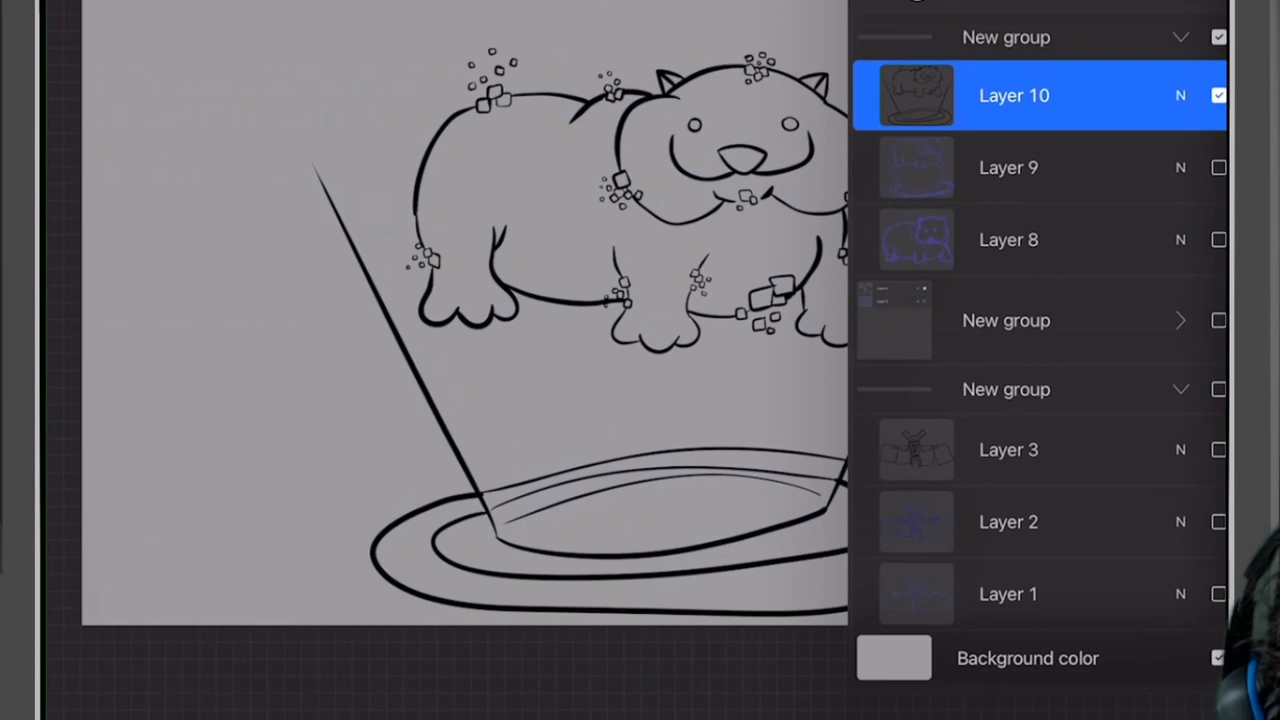 New group
Layer 10 N
Layer 9 N
Layer 8 N
New group
New group
Layer 3 N
Layer 2 N
Layer 1 N
Background color